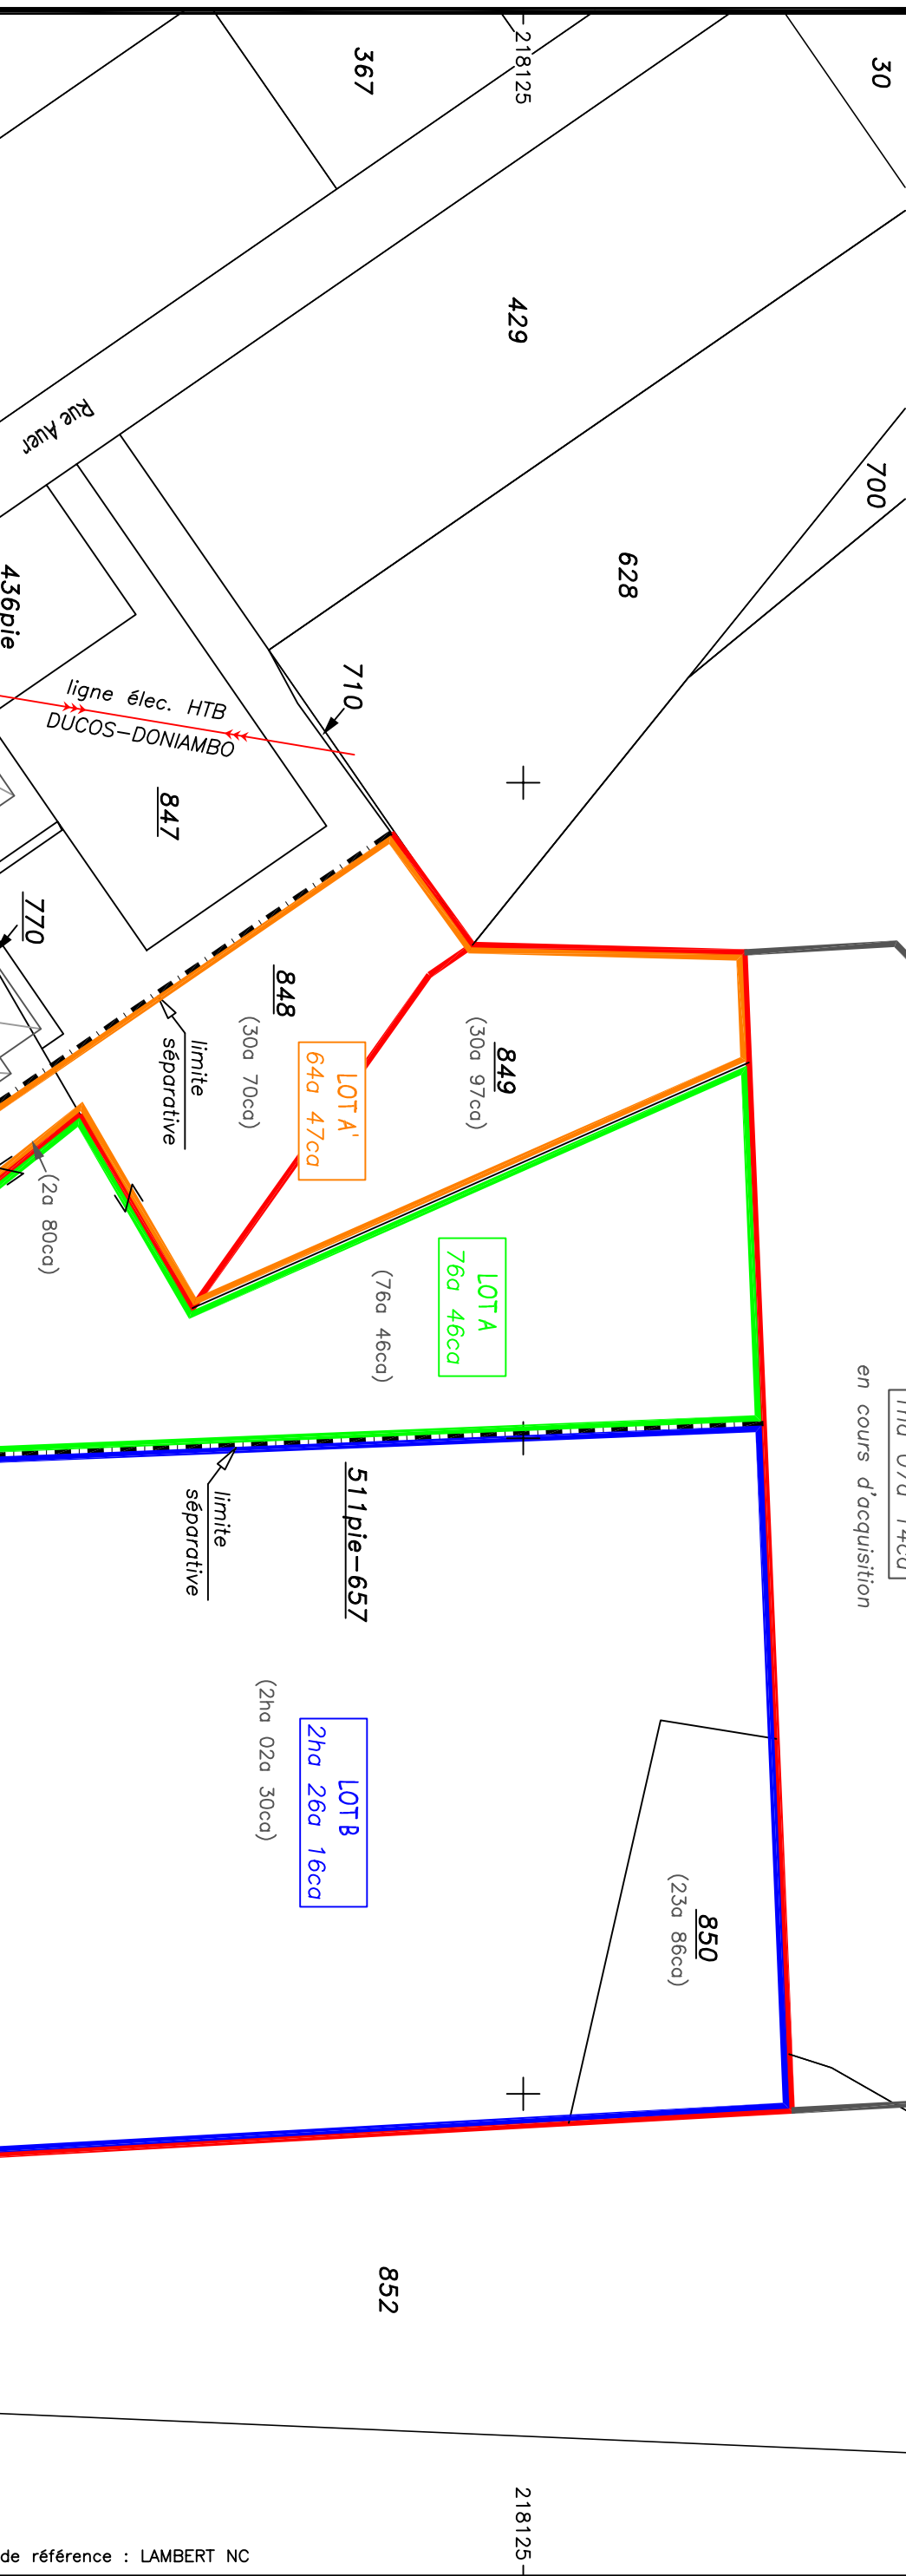 30
367
218125
429
700
628
Rue Auer
436pie
710
ligne élec. HTB
DUCOS-DONIAMBO
847
770
848
(30a 70ca)
849
(30a 97ca)
LOT A'
64a 47ca
limite
séparative
(2a 80ca)
LOT A
76a 46ca
(76a 46ca)
en cours d'acquisition
limite
séparative
511pie-657
(2ha 02a 30ca)
LOT B
2ha 26a 16ca
850
(23a 86ca)
852
218125
de référence : LAMBERT NC